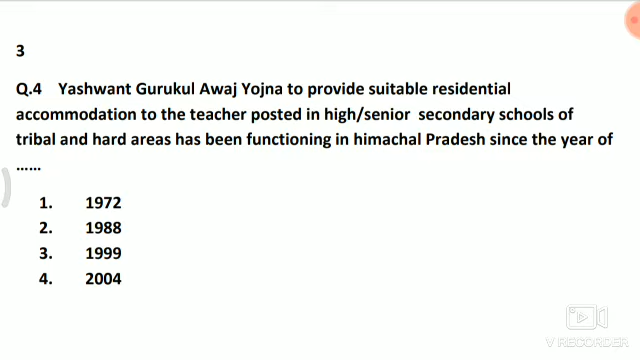 3
Q.4 Yashwant Gurukul Awaj Yojna to provide suitable residential
accommodation to the teacher posted in high/senior secondary schools of
tribal and hard areas has been functioning in himachal Pradesh since the year of
......
1. 1972
2. 1988
3. 1999
4. 2004
V RECORDER